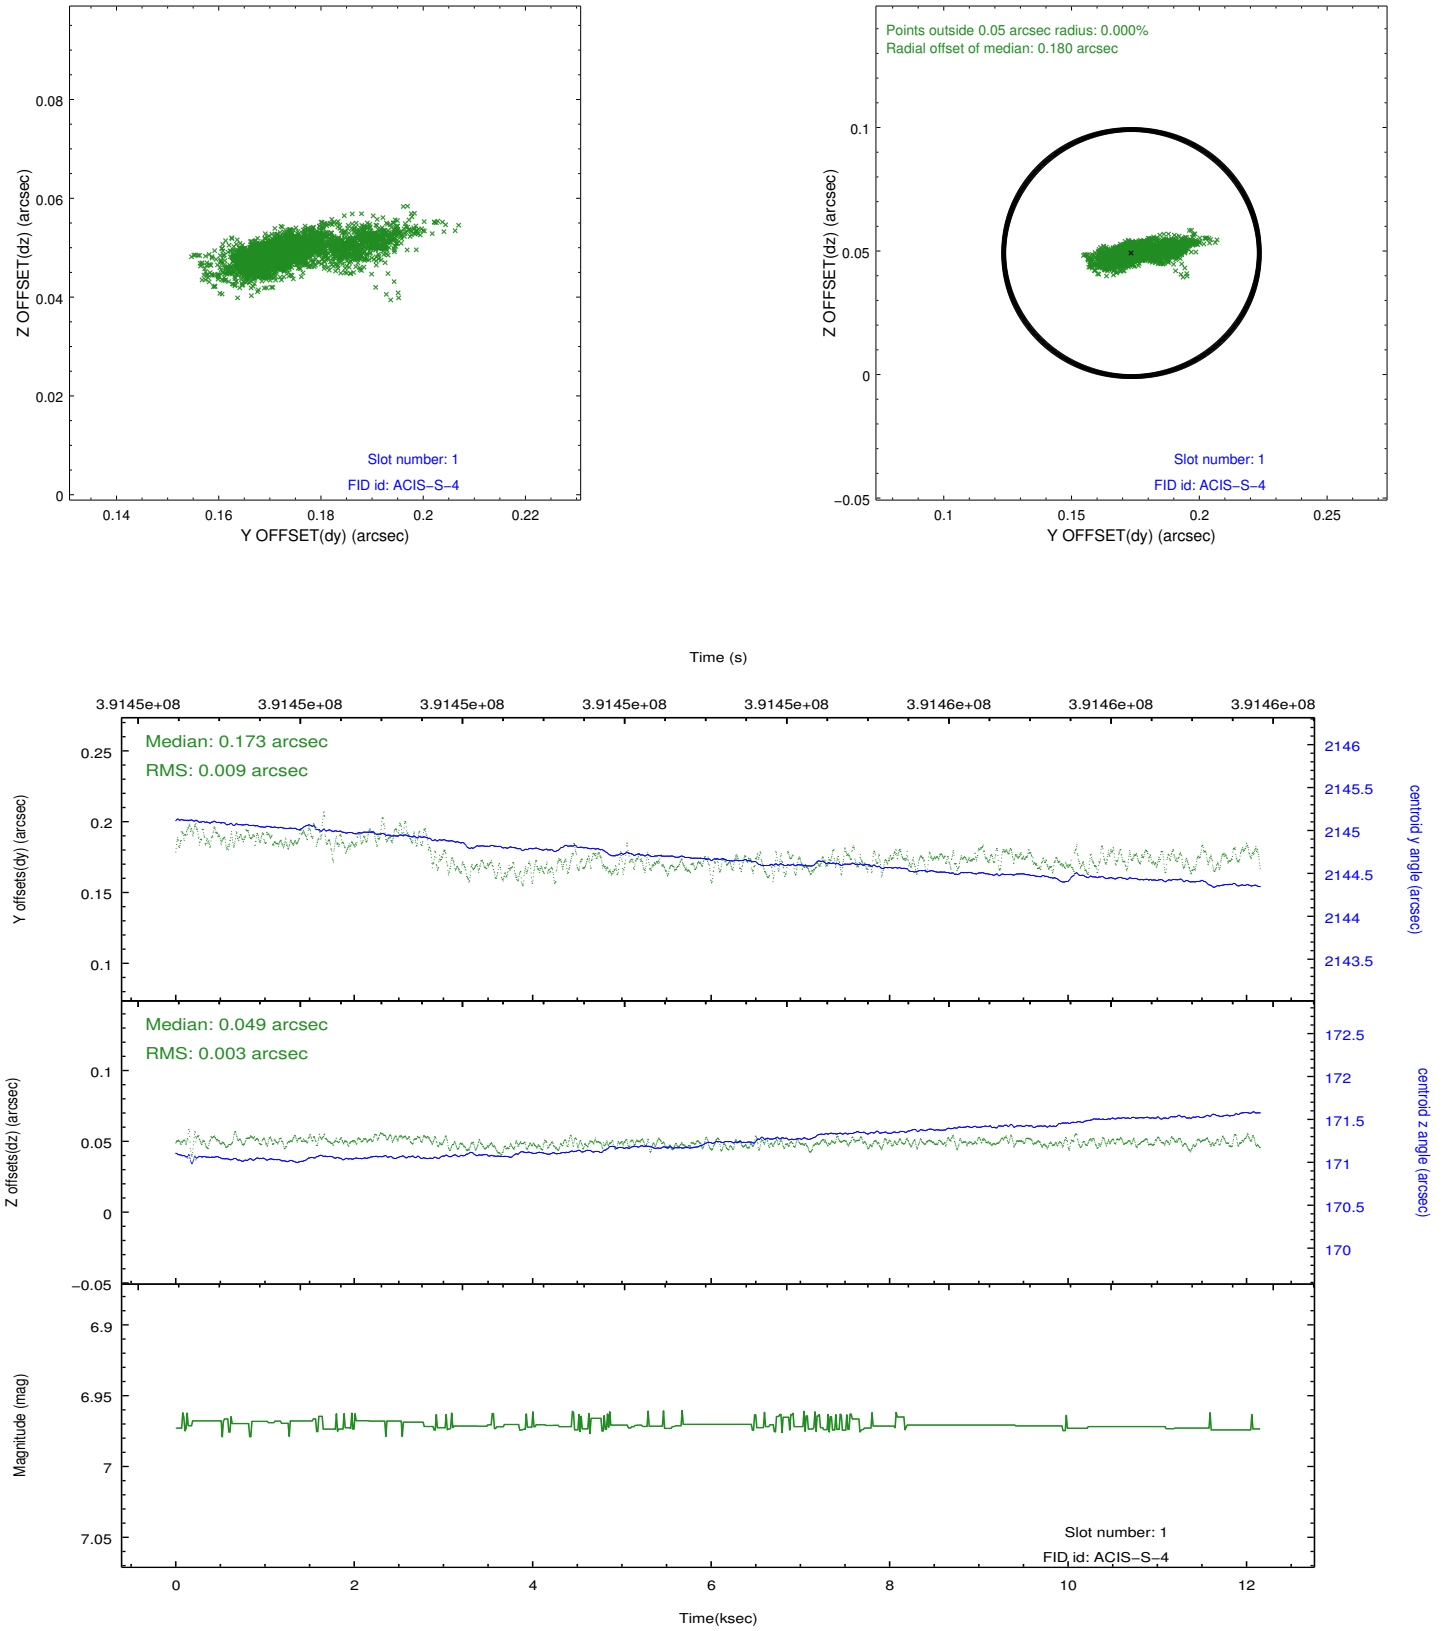 0.08
0.06
0.04
0.02
0
Z OFFSET(dz) (arcsec)
Slot number: 1
FID id: ACIS-S-4
0.14
0.16
0.18
0.2
0.22
Y OFFSET(dy) (arcsec)
Points outside 0.05 arcsec radius: 0.000%
Radial offset of median: 0.180 arcsec
0.1
0.05
0
−0.05
Z OFFSET(dz) (arcsec)
Slot number: 1
FID id: ACIS-S-4
0.1
0.15
0.2
0.25
Y OFFSET(dy) (arcsec)
Time (s)
3.9145e+08
3.9145e+08
3.9145e+08
3.9145e+08
3.9145e+08
3.9146e+08
3.9146e+08
3.9146e+08
Median: 0.173 arcsec
RMS: 0.009 arcsec
0.25
0.2
0.15
0.1
Y offsets(dy) (arcsec)
2146
2145.5
2145
2144.5
2144
2143.5
centroid y angle (arcsec)
Median: 0.049 arcsec
RMS: 0.003 arcsec
0.1
0.05
0
−0.05
Z offsets(dz) (arcsec)
172.5
172
171.5
171
170.5
170
centroid z angle (arcsec)
6.9
6.95
7
7.05
Magnitude (mag)
Slot number: 1
FID id: ACIS−S−4
0
2
4
6
8
10
12
Time(ksec)